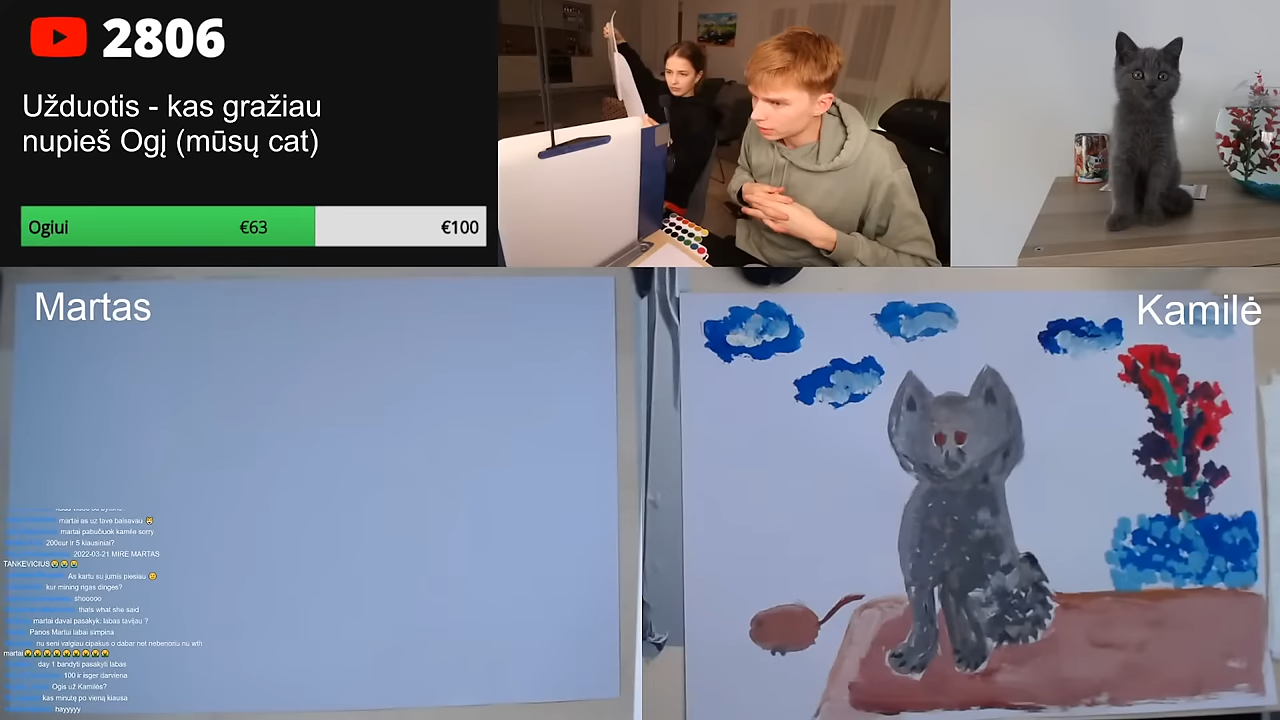 2806
Užduotis - kas gražiau
nupieš Ogį (mūsų cat)
Ogiui €63 €100
Martas
Kamilė
martai as uz tave balsavau 😯
martai pabučiuok kamile sorry
200eur ir 5 kiausiniai?
2022-03-21 MIRE MARTAS
TANKEVICIUS😭😭😭
As kartu su jumis piesiau 🙂
kur mining rigas dinges?
shooooo
thats what she said
martai davai pasakyk: labas tavijau ?
Panos Martui labai simpina
nu seni valgiau cipakus o dabar net nebenoriu nu wth
martai
day 1 bandyti pasakyti labas
100 ir isger darviena
Ogis už Kamilės?
kas minutę po vieną kiausa
hayyyyy